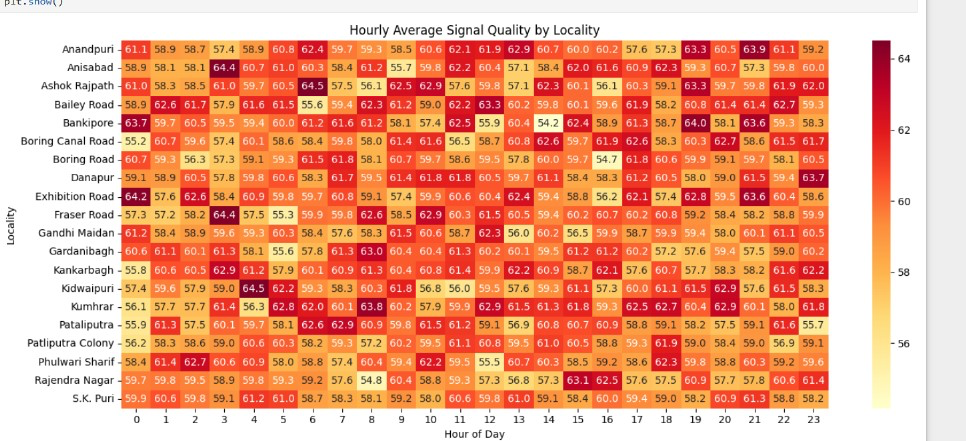 plt.show()
Hourly Average Signal Quality by Locality
Anandpuri 61.1 58.9 58.7 57.4 58.9 60.8 62.4 59.7 59.3 58.5 60.6 62.1 61.9 62.9 60.7 60.0 60.0 57.6 57.3 63.3 60.5 63.9 61.1 59.2
Anisabad 58.9 58.1 58.1 64.4 60.7 61.0 60.3 58.4 61.2 55.7 59.8 62.2 60.4 57.1 58.4 62.0 61.6 60.9 62.3 59.3 60.7 57.3 59.8 60.0
Ashok Rajpath 61.0 58.3 58.5 61.0 59.7 60.5 64.5 57.5 56.1 62.5 62.9 57.6 59.8 57.1 62.3 60.1 56.1 60.3 59.1 63.3 59.7 59.8 61.9 62.0
Bailey Road 58.9 62.6 61.7 57.9 61.6 61.5 55.6 59.4 62.3 61.2 59.0 62.2 63.3 60.2 59.8 60.1 59.6 61.9 58.2 60.8 61.4 61.4 62.7 59.3
Bankipore 63.7 59.7 60.5 59.5 59.4 60.0 61.2 61.6 61.2 58.1 57.4 62.5 55.9 60.4 54.2 62.4 58.9 61.3 58.7 64.0 58.1 63.6 59.3 58.3
Boring Canal Road 55.2 60.7 59.6 57.4 60.1 58.6 58.4 59.8 58.0 61.4 61.6 56.5 58.7 60.8 62.6 59.7 61.9 62.6 58.3 60.3 62.7 58.6 61.5 61.7
Boring Road 60.7 59.3 56.3 57.3 59.1 59.3 61.5 61.8 58.1 60.7 59.7 58.6 59.5 57.8 60.0 59.1 54.7 61.8 60.6 59.9 59.1 59.7 58.1 60.5
Danapur 59.1 58.9 60.5 57.8 59.8 60.6 58.3 61.7 59.5 61.4 61.8 61.8 60.5 59.7 61.1 58.4 58.3 61.2 60.5 58.0 59.0 61.5 59.4 63.7
Exhibition Road 64.2 57.6 62.6 58.4 60.9 59.8 59.7 60.8 59.1 57.4 59.9 60.6 60.4 62.4 59.4 58.8 56.2 62.1 57.4 62.8 59.5 63.6 60.4 58.6
Fraser Road 57.3 57.2 58.2 64.4 57.5 55.3 59.9 59.8 62.6 58.5 62.9 60.3 61.5 60.5 59.4 60.2 60.7 60.2 60.8 59.2 58.4 58.2 58.8 59.9
Gandhi Maidan 61.2 58.4 58.9 59.6 59.3 60.3 58.4 57.6 58.3 61.5 60.6 58.7 62.3 56.0 60.2 56.5 59.9 58.7 59.9 59.4 58.0 60.1 61.1 60.5
Gardanibagh 60.6 61.1 60.1 61.3 58.1 55.6 57.8 61.3 63.0 60.4 60.4 61.3 60.2 60.1 59.5 61.2 61.1 60.2 57.2 57.6 59.4 57.5 59.0 60.2
Kankarbagh 55.8 60.6 60.5 62.9 61.2 57.9 60.1 60.9 61.3 60.4 60.8 61.4 59.9 62.2 60.9 58.7 62.1 57.6 60.7 57.7 58.3 58.2 61.6 62.2
Kidwaipuri 57.4 59.6 57.9 59.0 64.5 62.2 59.3 58.3 60.3 61.8 56.8 56.0 59.5 59.2 59.6 61.1 57.3 60.0 61.1 61.5 62.9 57.6 61.5 58.3
Kumhrar 56.1 57.7 57.7 61.4 56.3 62.8 62.0 60.1 63.8 60.2 57.9 59.9 62.9 61.5 61.3 61.8 59.3 62.5 62.7 60.4 62.9 60.1 58.0 61.8
Pataliputra 55.9 61.3 57.5 60.1 59.7 58.1 62.6 62.9 60.9 59.8 61.5 61.2 59.1 56.9 60.8 60.7 60.9 58.8 59.1 58.2 57.5 59.1 61.6 55.7
Patliputra Colony 56.2 58.3 58.6 59.0 60.6 60.3 58.2 59.3 57.2 60.2 59.5 61.1 60.8 59.5 61.0 60.5 58.8 59.3 61.9 59.0 58.4 59.0 56.9 59.1
Phulwari Sharif 58.4 61.4 62.7 60.6 60.9 58.0 58.8 57.4 60.4 59.4 62.2 59.5 55.5 60.7 60.3 58.5 59.2 58.6 62.3 59.8 58.8 60.3 59.2 59.6
Rajendra Nagar 59.7 59.8 59.5 58.9 59.8 59.3 59.2 57.6 54.8 60.4 58.8 59.3 57.3 56.8 57.3 63.1 62.5 57.6 57.5 60.9 57.7 57.8 60.6 61.4
S.K. Puri 59.9 60.6 59.8 59.1 61.2 61.0 58.7 58.3 58.1 59.2 58.0 60.6 59.8 61.0 59.1 58.4 60.0 59.4 59.0 58.2 60.9 61.3 58.8 58.2
0 1 2 3 4 5 6 7 8 9 10 11 12 13 14 15 16 17 18 19 20 21 22 23
Hour of Day
Locality
64
62
60
58
56